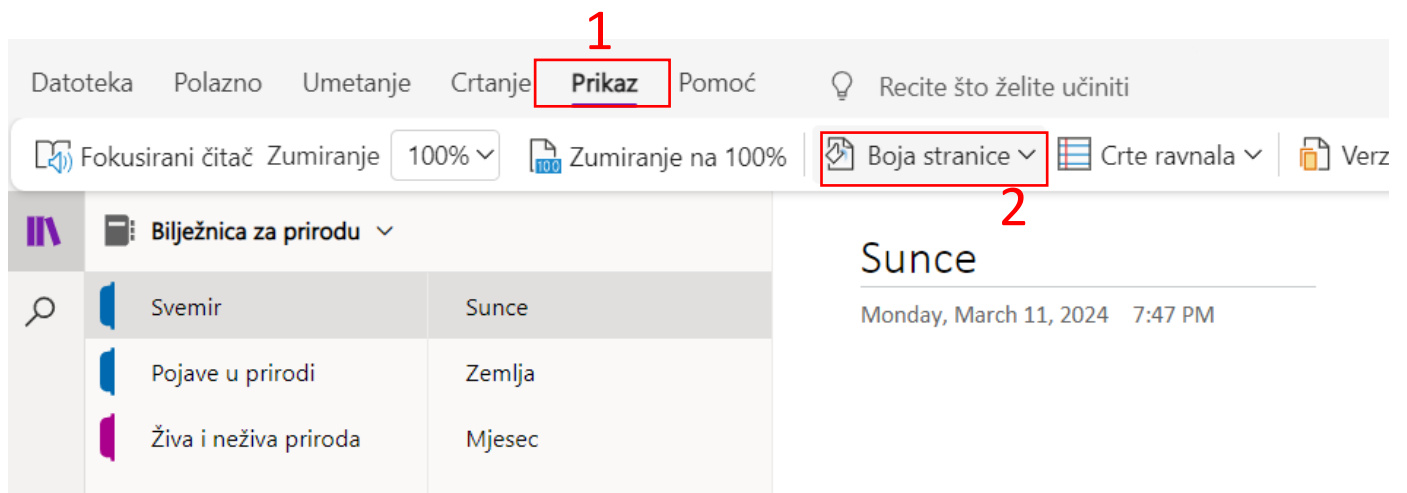 1
Datoteka Polazno Umetanje Crtanje Prikaz Pomoć Recite što želite učiniti
Fokusirani čitač Zumiranje 100% 100 Zumiranje na 100% Boja stranice Crte ravnala Verz
2
Bilježnica za prirodu
Sunce
Svemir Sunce
Monday, March 11, 2024 7:47 PM
Pojave u prirodi Zemlja
Živa i neživa priroda Mjesec